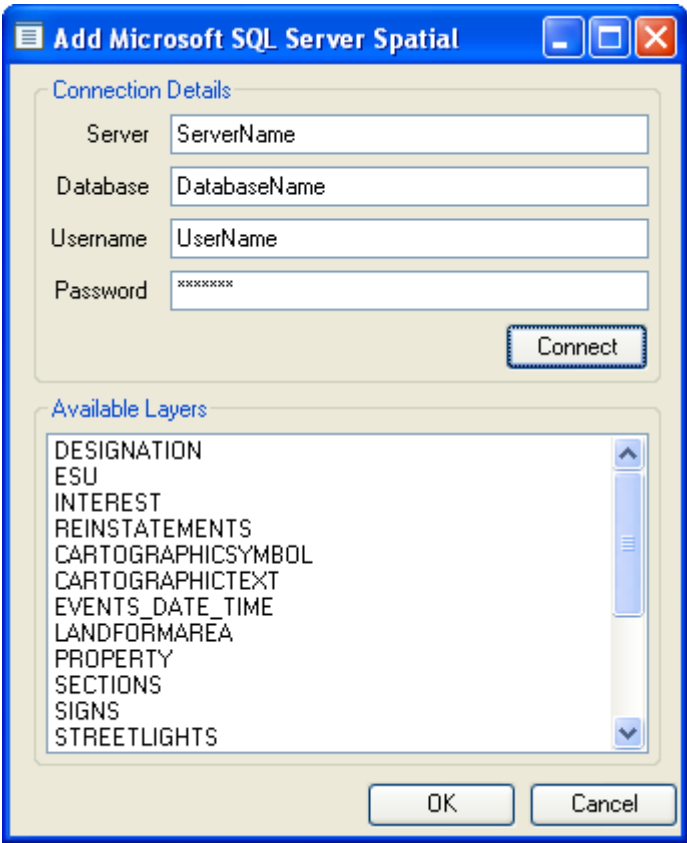 Add Microsoft SQL Server Spatial
Connection Details
Server ServerName
Database DatabaseName
Username UserName
Password *******
Connect
Available Layers
DESIGNATION
ESU
INTEREST
REINSTATEMENTS
CARTOGRAPHICSYMBOL
CARTOGRAPHICTEXT
EVENTS_DATE_TIME
LANDFORMAREA
PROPERTY
SECTIONS
SIGNS
STREETLIGHTS
OK Cancel